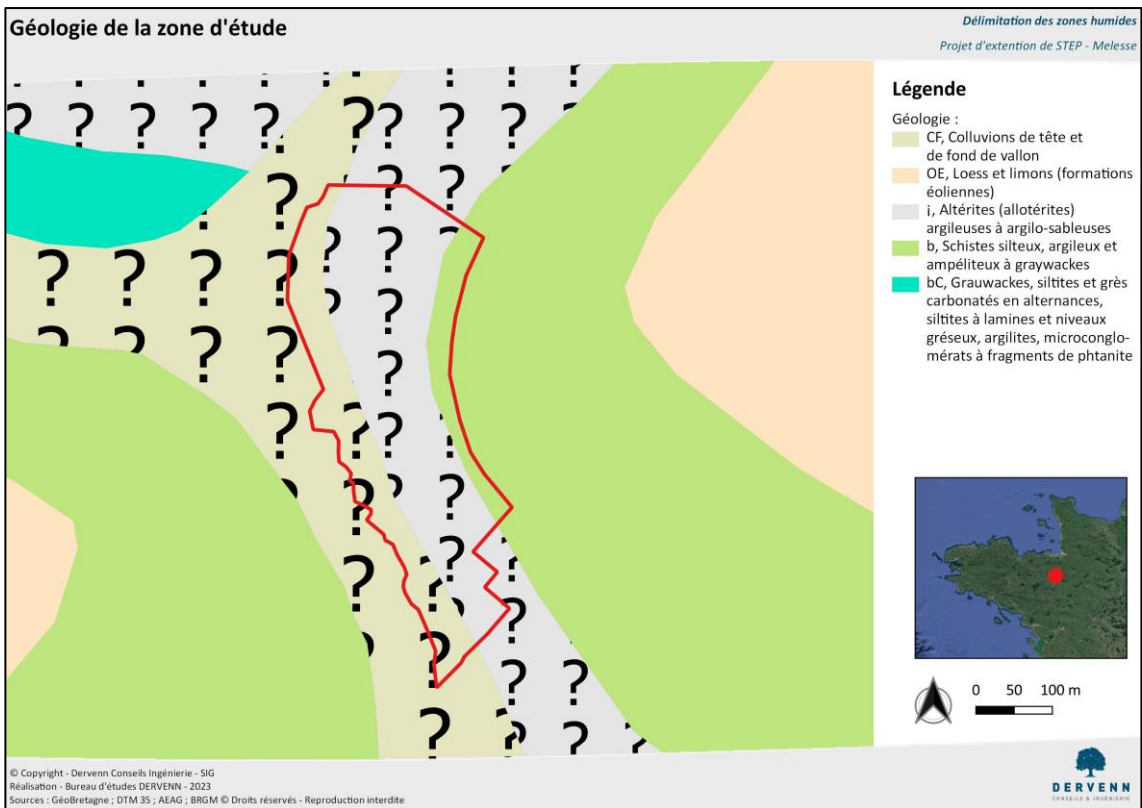 Géologie de la zone d'étude
Délimitation des zones humides
Projet d'extention de STEP - Melesse
Légende
Géologie :
CF, Colluvions de tête et
de fond de vallon
OE, Loess et limons (formations
éoliennes)
i, Altérites (allotérites)
argileuses à argilo-sableuses
b, Schistes silteux, argileux et
ampéliteux à graywackes
bC, Grauwackes, siltites et grès
carbonatés en alternances,
siltites à lamines et niveaux
gréseux, argilites, microconglo-
mérats à fragments de phtanite
0 50 100 m
© Copyright - Dervenn Conseils Ingénierie - SIG
Réalisation - Bureau d'études DERVENN - 2023
Sources : GéoBretagne ; DTM 35 ; AEAG ; BRGM © Droits réservés - Reproduction interdite
DERVENN
CONSEILS & INGÉNIERIE